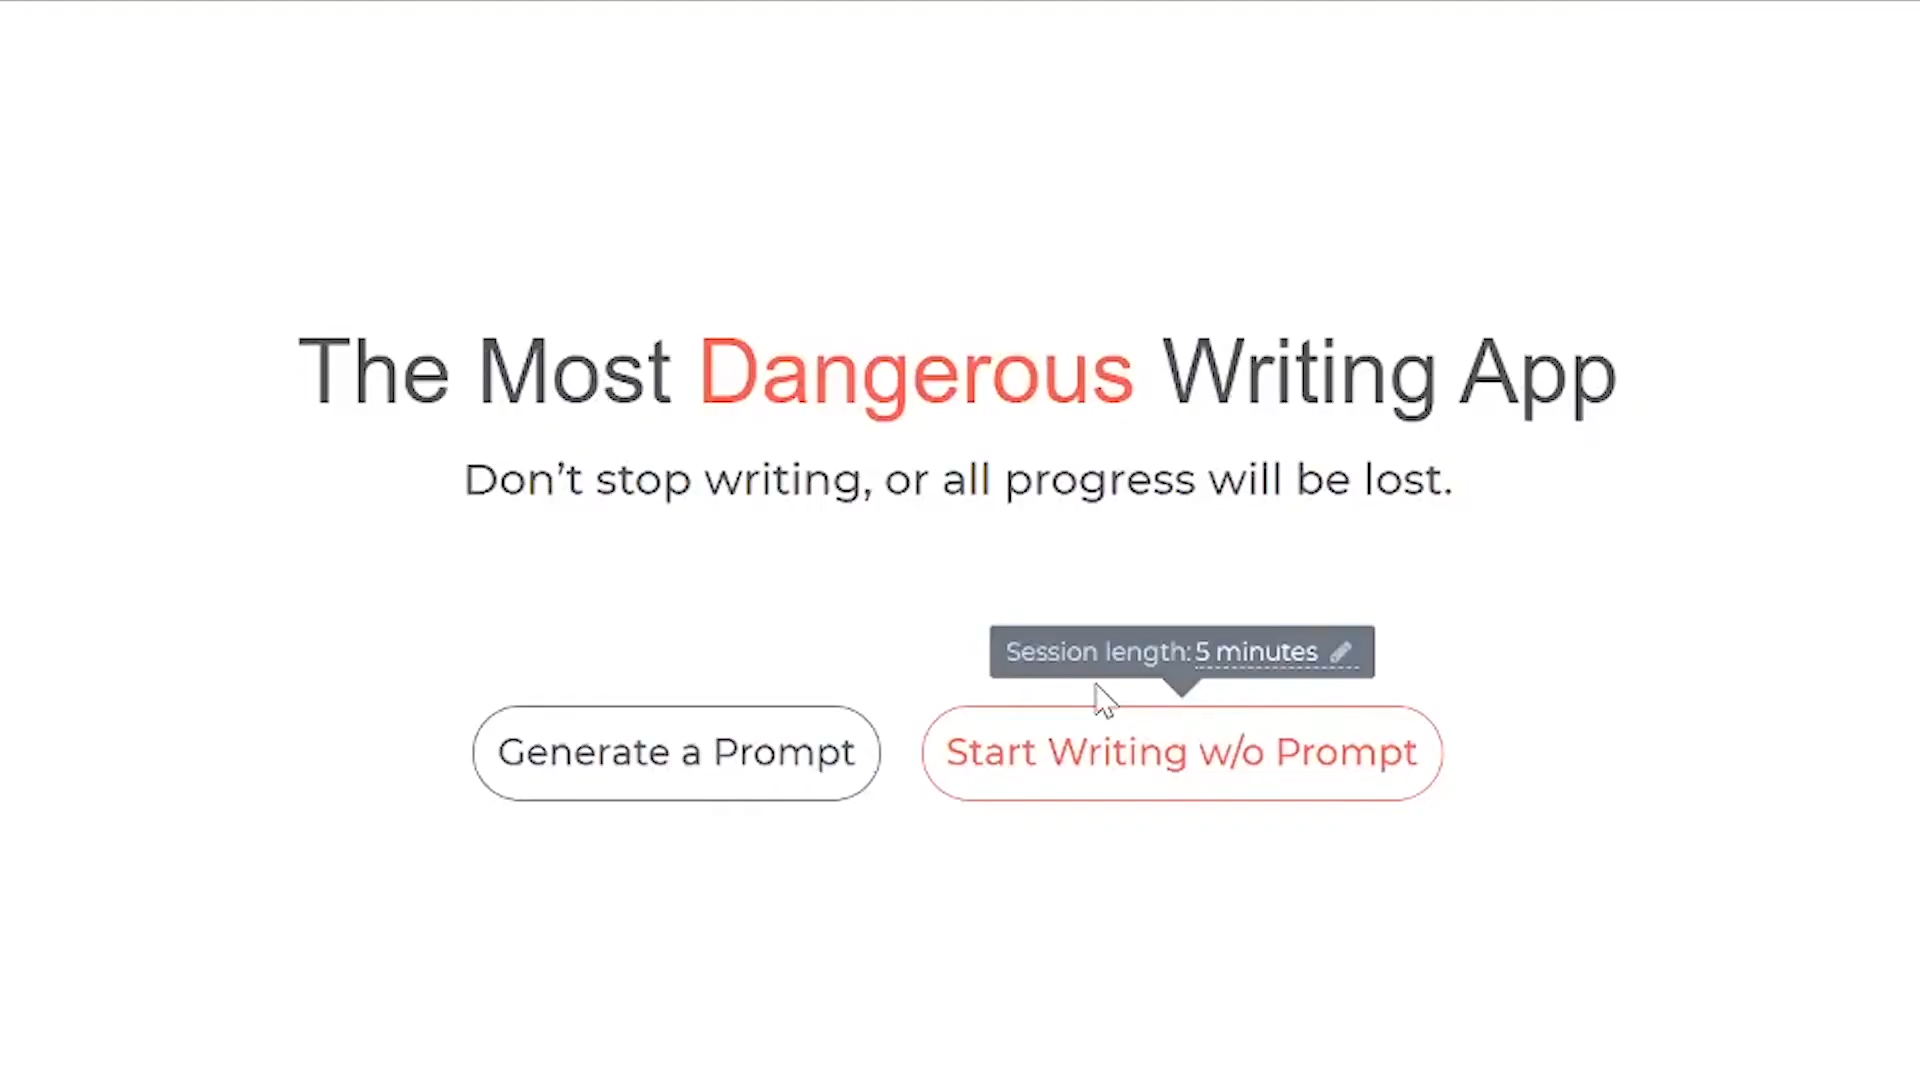 The Most Dangerous Writing App
Don’t stop writing, or all progress will be lost.
Session length: 5 minutes
Generate a Prompt
Start Writing w/o Prompt